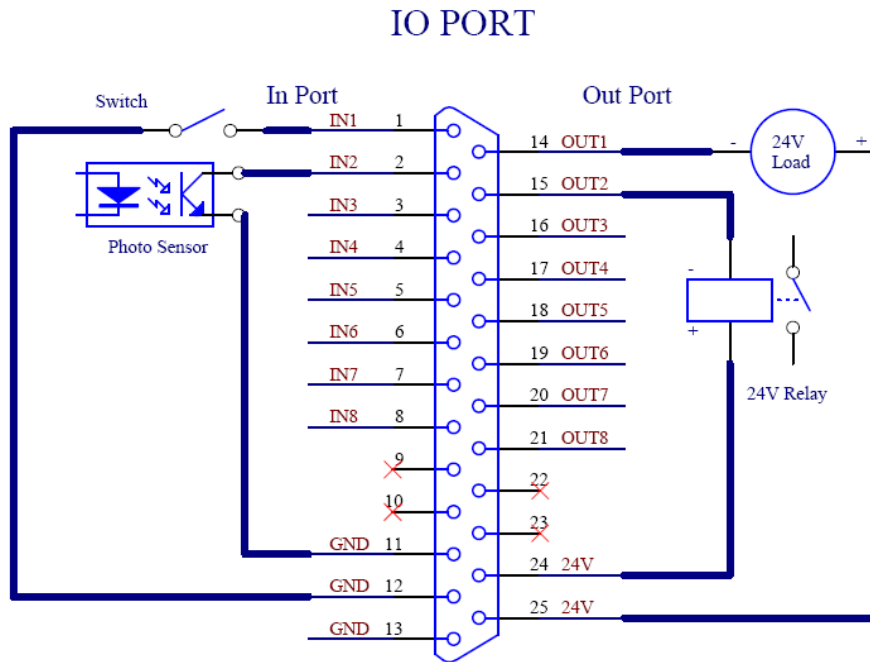 IO PORT
In Port
Out Port
Switch
IN1 1
IN2 2
IN3 3
IN4 4
IN5 5
IN6 6
IN7 7
IN8 8
9
10
GND 11
GND 12
GND 13
Photo Sensor
14 OUT1
15 OUT2
16 OUT3
17 OUT4
18 OUT5
19 OUT6
20 OUT7
21 OUT8
22
23
24 24V
25 24V
- 24V +
Load
-
+
24V Relay